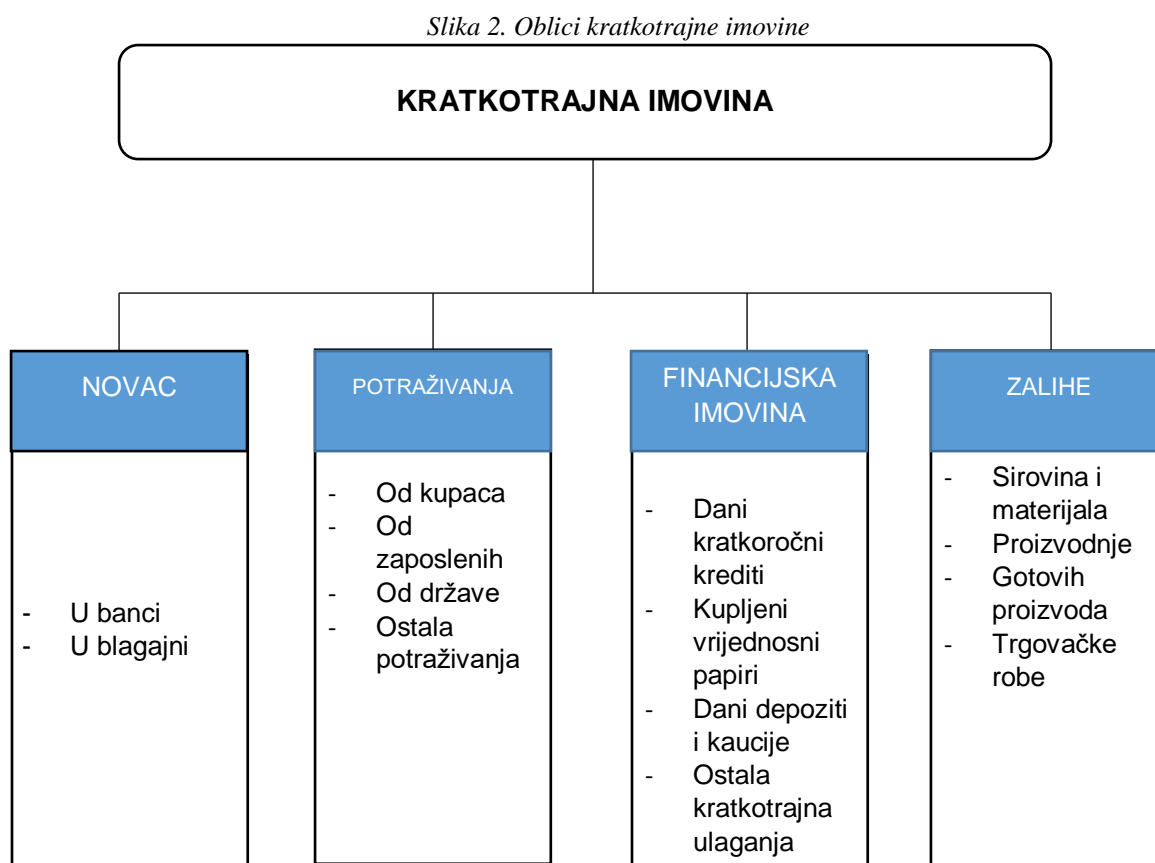 Slika 2. Oblici kratkotrajne imovine
KRATKOTRAJNA IMOVINA
NOVAC
- U banci
- U blagajni
POTRAŽIVANJA
- Od kupaca
- Od
zaposlenih
- Od države
- Ostala
potraživanja
FINANCIJSKA
IMOVINA
- Dani
kratkoročni
krediti
- Kupljeni
vrijednosni
papiri
- Dani depoziti
i kaucije
- Ostala
kratkotrajna
ulaganja
ZALIHE
- Sirovina i
materijala
- Proizvodnje
- Gotovih
proizvoda
- Trgovačke
robe